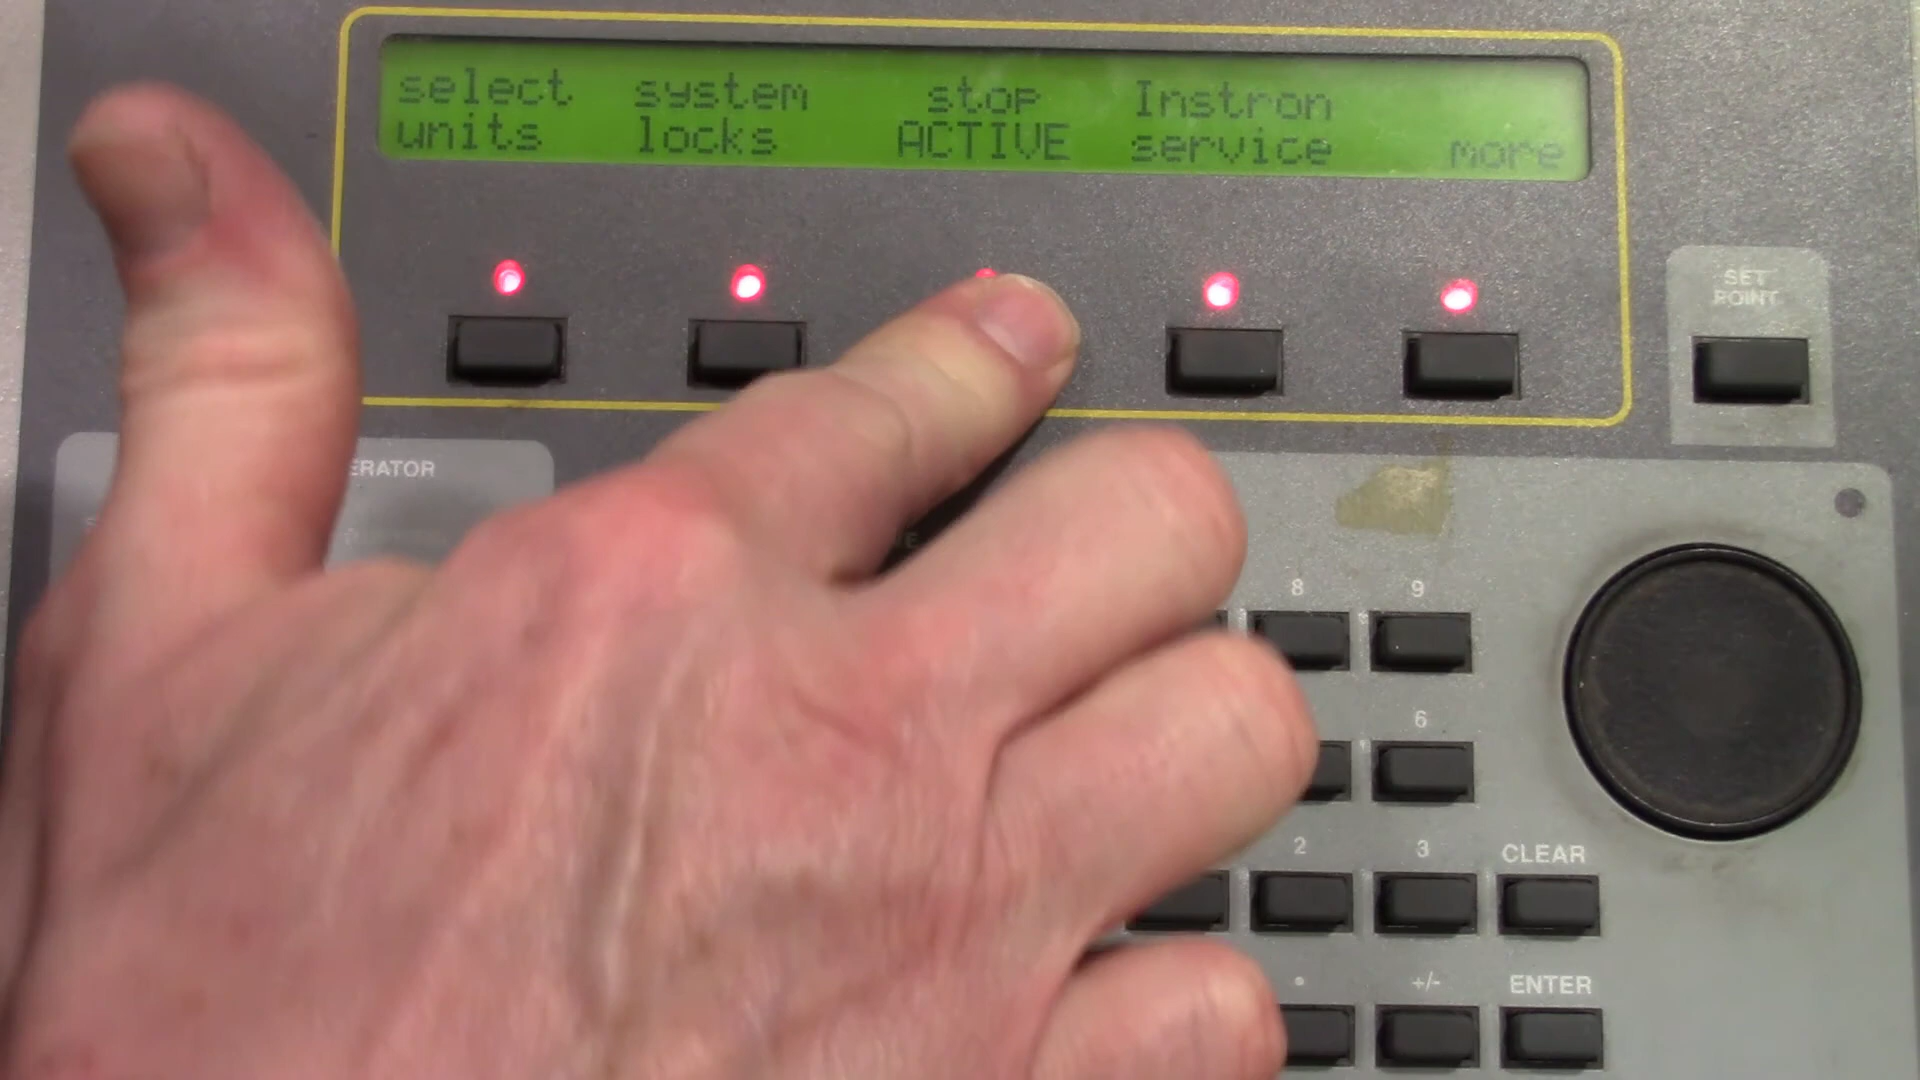 select system stop Instron
units locks ACTIVE service more
SET
POINT
ERATOR
8 9
6
2 3 CLEAR
• +/- ENTER